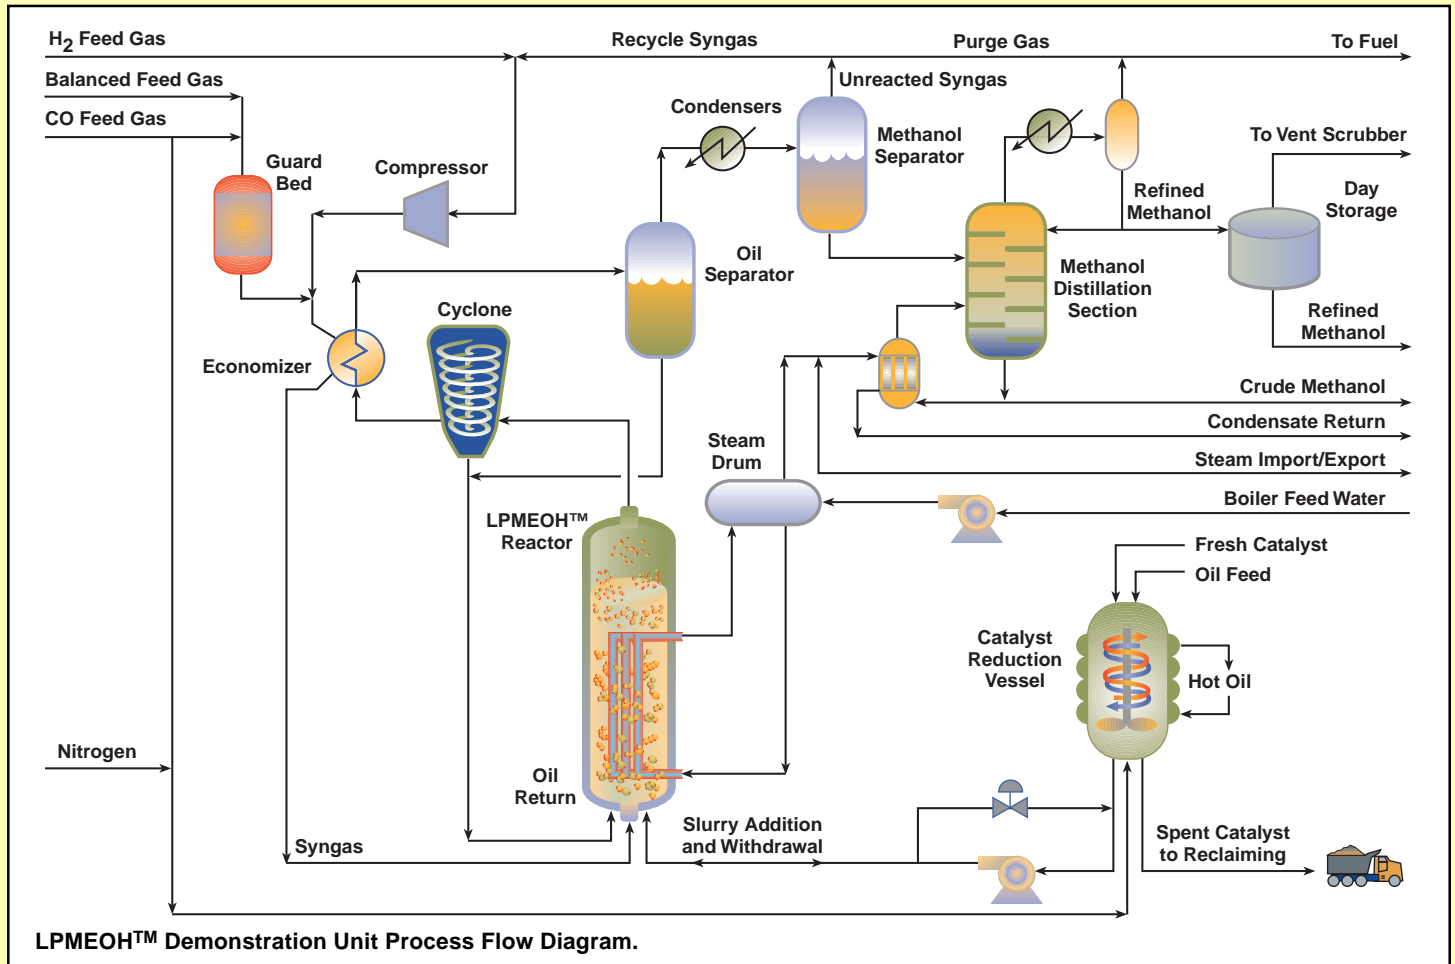 H2 Feed Gas
Recycle Syngas
Purge Gas
To Fuel
Balanced Feed Gas
Unreacted Syngas
CO Feed Gas
Condensers
Methanol
Separator
To Vent Scrubber
Guard
Bed
Compressor
Refined
Methanol
Day
Storage
Oil
Separator
Methanol
Distillation
Section
Cyclone
Refined
Methanol
Economizer
Crude Methanol
Condensate Return
Steam
Drum
Steam Import/Export
Boiler Feed Water
LPMEOH™
Reactor
Fresh Catalyst
Oil Feed
Catalyst
Reduction
Vessel
Hot Oil
Nitrogen
Oil
Return
Slurry Addition
and Withdrawal
Syngas
Spent Catalyst
to Reclaiming
LPMEOH™ Demonstration Unit Process Flow Diagram.